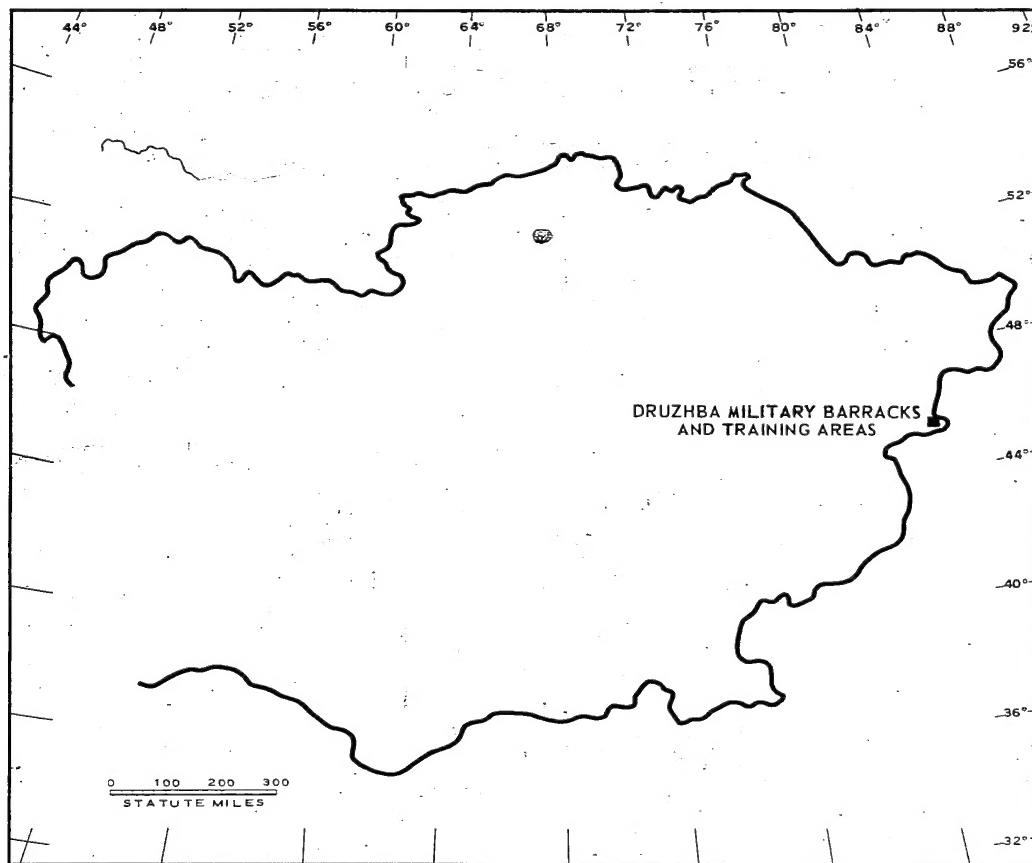 44° 48° 52° 56° 60° 64° 68° 72° 76° 80° 84° 88° 92°
56°
52°
48°
DRUZHBA MILITARY BARRACKS
AND TRAINING AREAS
44°
40°
36°
0 100 200 300
STATUTE MILES
32°